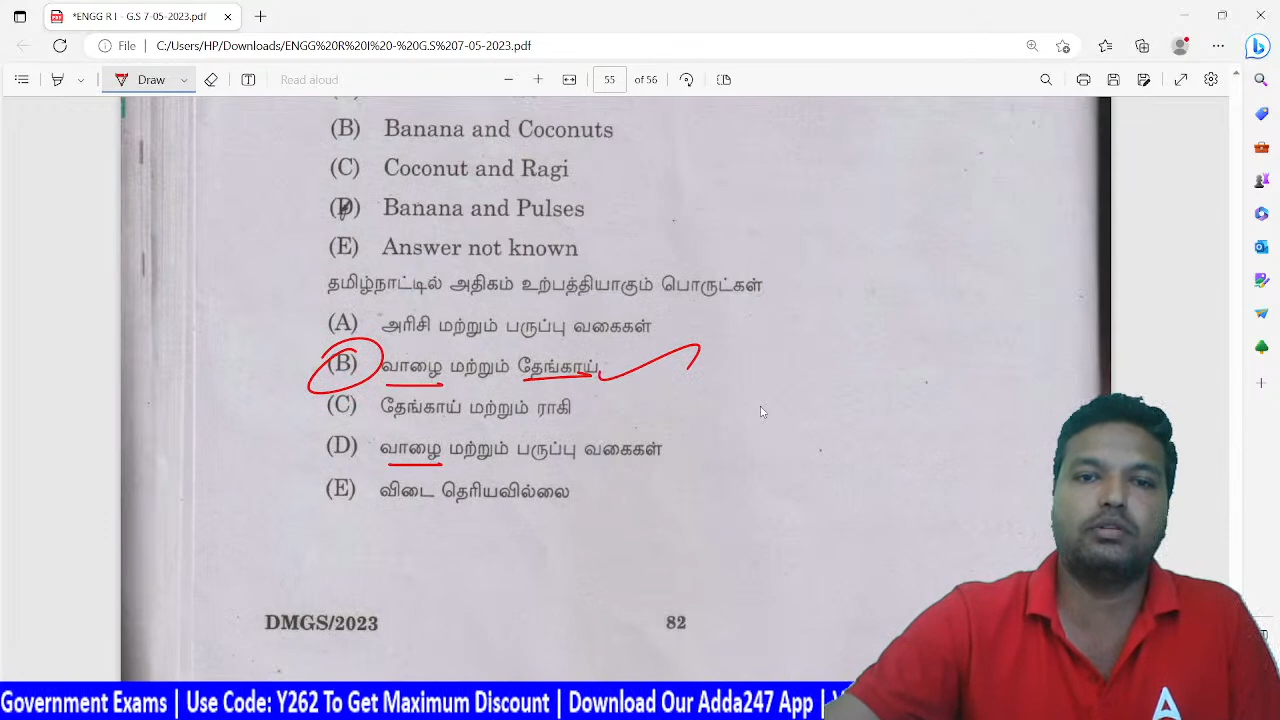 *ENGG R I - G.S 7-05-2023.pdf
File C:/Users/HP/Downloads/ENGG%20R%20I%20-%20G.S%207-05-2023.pdf
Draw Read aloud 55 of 56
(B) Banana and Coconuts
(C) Coconut and Ragi
(D) Banana and Pulses
(E) Answer not known
தமிழ்நாட்டில் அதிகம் உற்பத்தியாகும் பொருட்கள்
(A) அரிசி மற்றும் பருப்பு வகைகள்
(B) வாழை மற்றும் தேங்காய்
(C) தேங்காய் மற்றும் ராகி
(D) வாழை மற்றும் பருப்பு வகைகள்
(E) விடை தெரியவில்லை
DMGS/2023 82
Government Exams | Use Code: Y262 To Get Maximum Discount | Download Our Adda247 App |